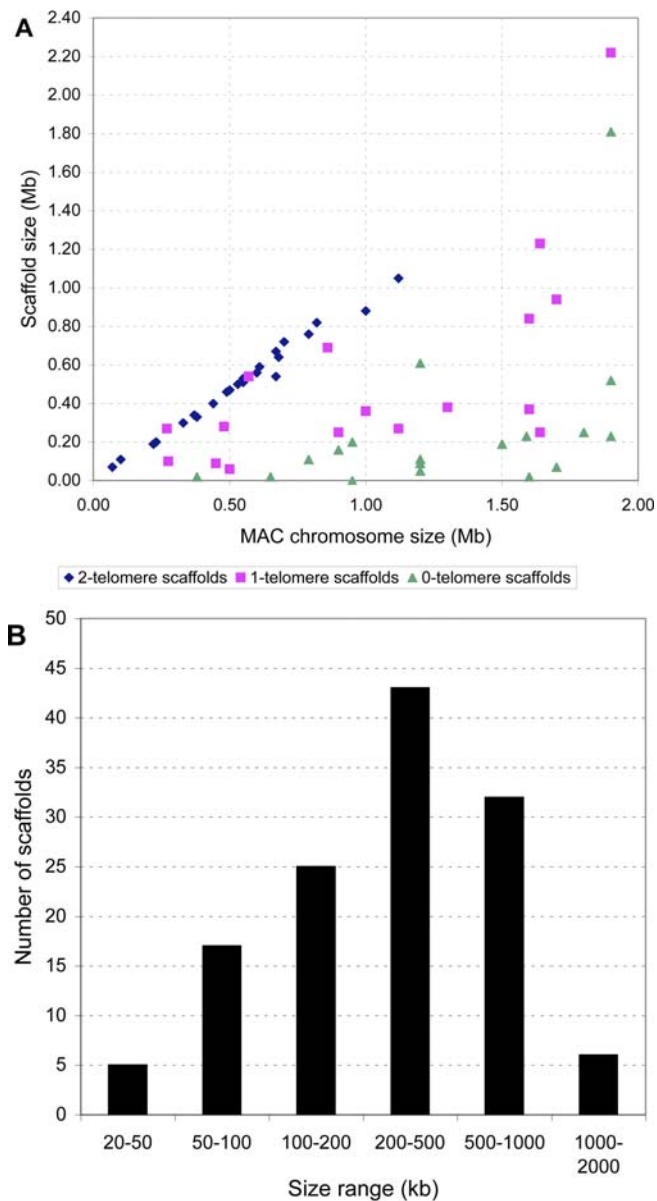 A
Scaffold size (Mb)
2.40
2.20
2.00
1.80
1.60
1.40
1.20
1.00
0.80
0.60
0.40
0.20
0.00
0.00 0.50 1.00 1.50 2.00
MAC chromosome size (Mb)
2-telomere scaffolds 1-telomere scaffolds 0-telomere scaffolds
B
Number of scaffolds
50
45
40
35
30
25
20
15
10
5
0
20-50 50-100 100-200 200-500 500-1000 1000-
2000
Size range (kb)